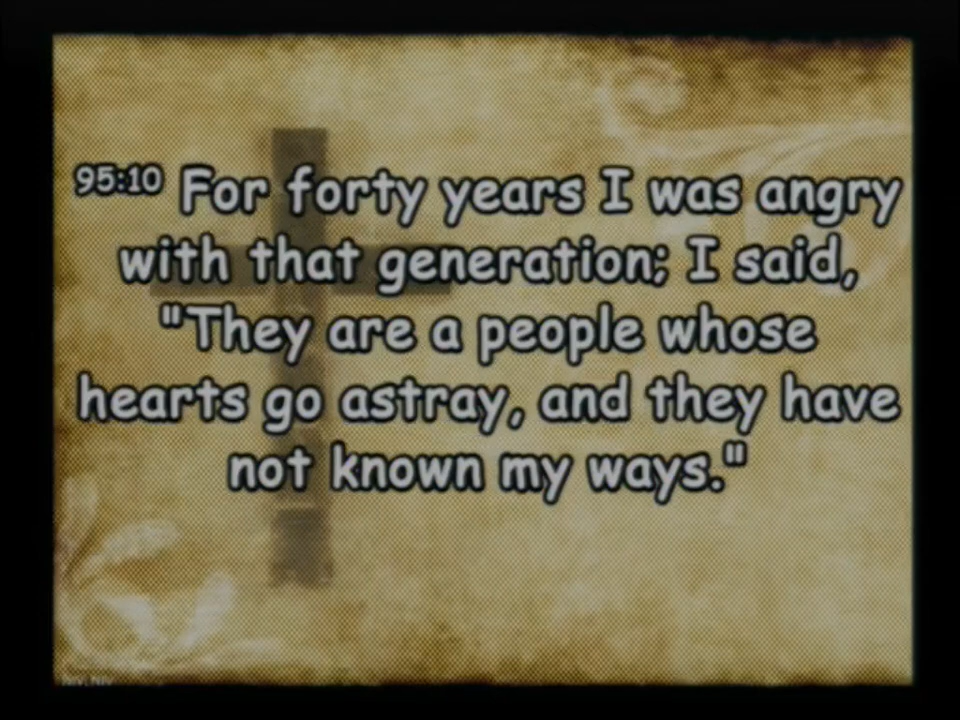 95:10 For forty years I was angry
with that generation; I said,
"They are a people whose
hearts go astray, and they have
not known my ways."